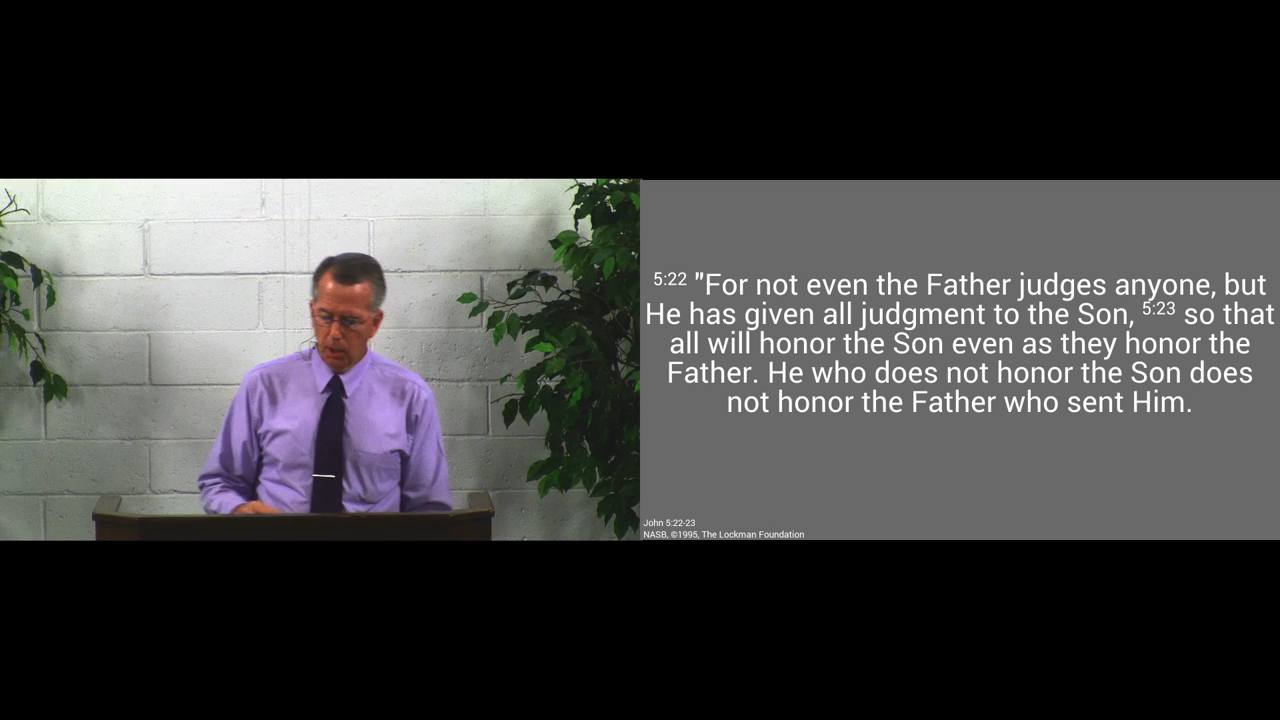 5:22 "For not even the Father judges anyone, but
He has given all judgment to the Son, 5:23 so that
all will honor the Son even as they honor the
Father. He who does not honor the Son does
not honor the Father who sent Him.
John 5:22-23
NASB, ©1995, The Lockman Foundation